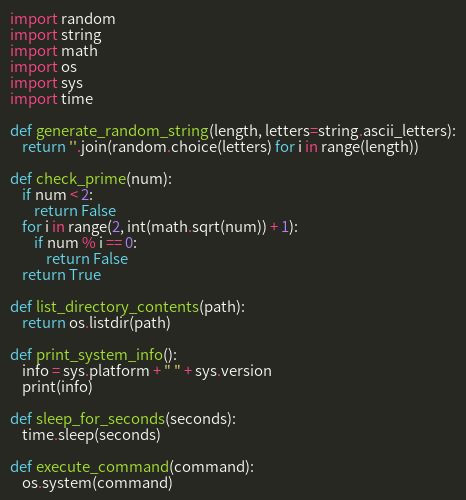 import random
import string
import math
import os
import sys
import time

def generate_random_string(length, letters=string.ascii_letters):
    return ''.join(random.choice(letters) for i in range(length))

def check_prime(num):
    if num < 2:
        return False
    for i in range(2, int(math.sqrt(num)) + 1):
        if num % i == 0:
            return False
    return True

def list_directory_contents(path):
    return os.listdir(path)

def print_system_info():
    info = sys.platform + " " + sys.version
    print(info)

def sleep_for_seconds(seconds):
    time.sleep(seconds)

def execute_command(command):
    os.system(command)